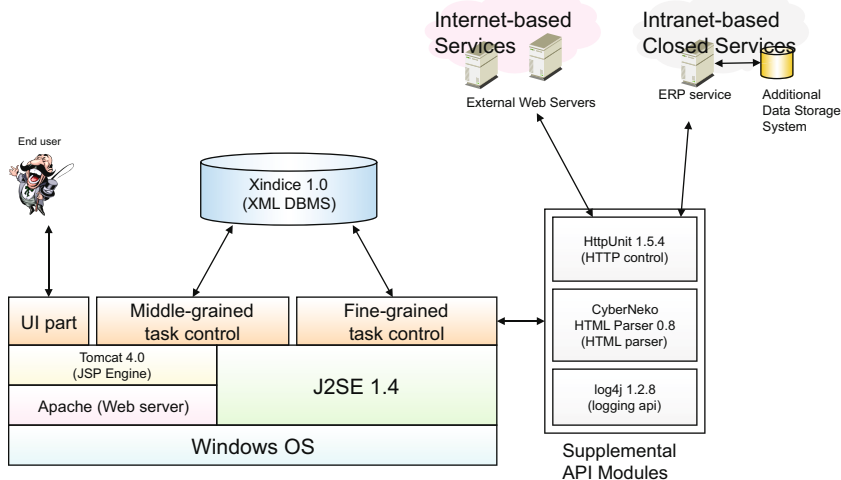 Internet-based
Services
External Web Servers
Intranet-based
Closed Services
ERP service
Additional
Data Storage
System
End user
Xindice 1.0
(XML DBMS)
UI part
Middle-grained
task control
Fine-grained
task control
Tomcat 4.0
(JSP Engine)
Apache (Web server)
J2SE 1.4
Windows OS
HttpUnit 1.5.4
(HTTP control)
CyberNeko
HTML Parser 0.8
(HTML parser)
log4j 1.2.8
(logging api)
Supplemental
API Modules